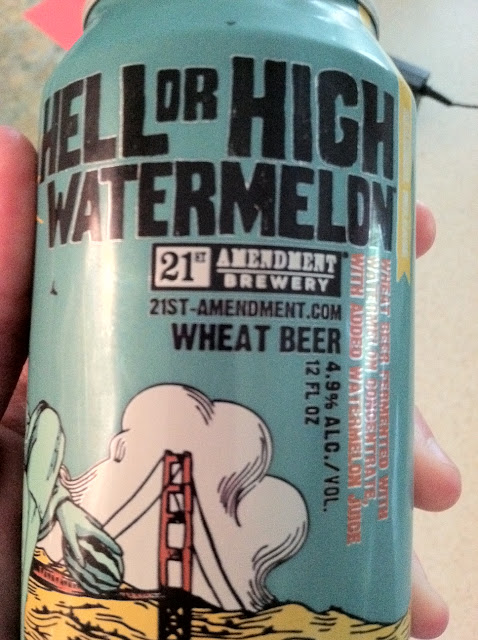 HELL OR HIGH
WATERMELON
21ST AMENDMENT
BREWERY
21ST-AMENDMENT.COM
WHEAT BEER
4.9% ALC./VOL.
12 FL OZ
WHEAT BEER FERMENTED WITH
WATERMELON CONCENTRATE,
WITH ADDED WATERMELON JUICE